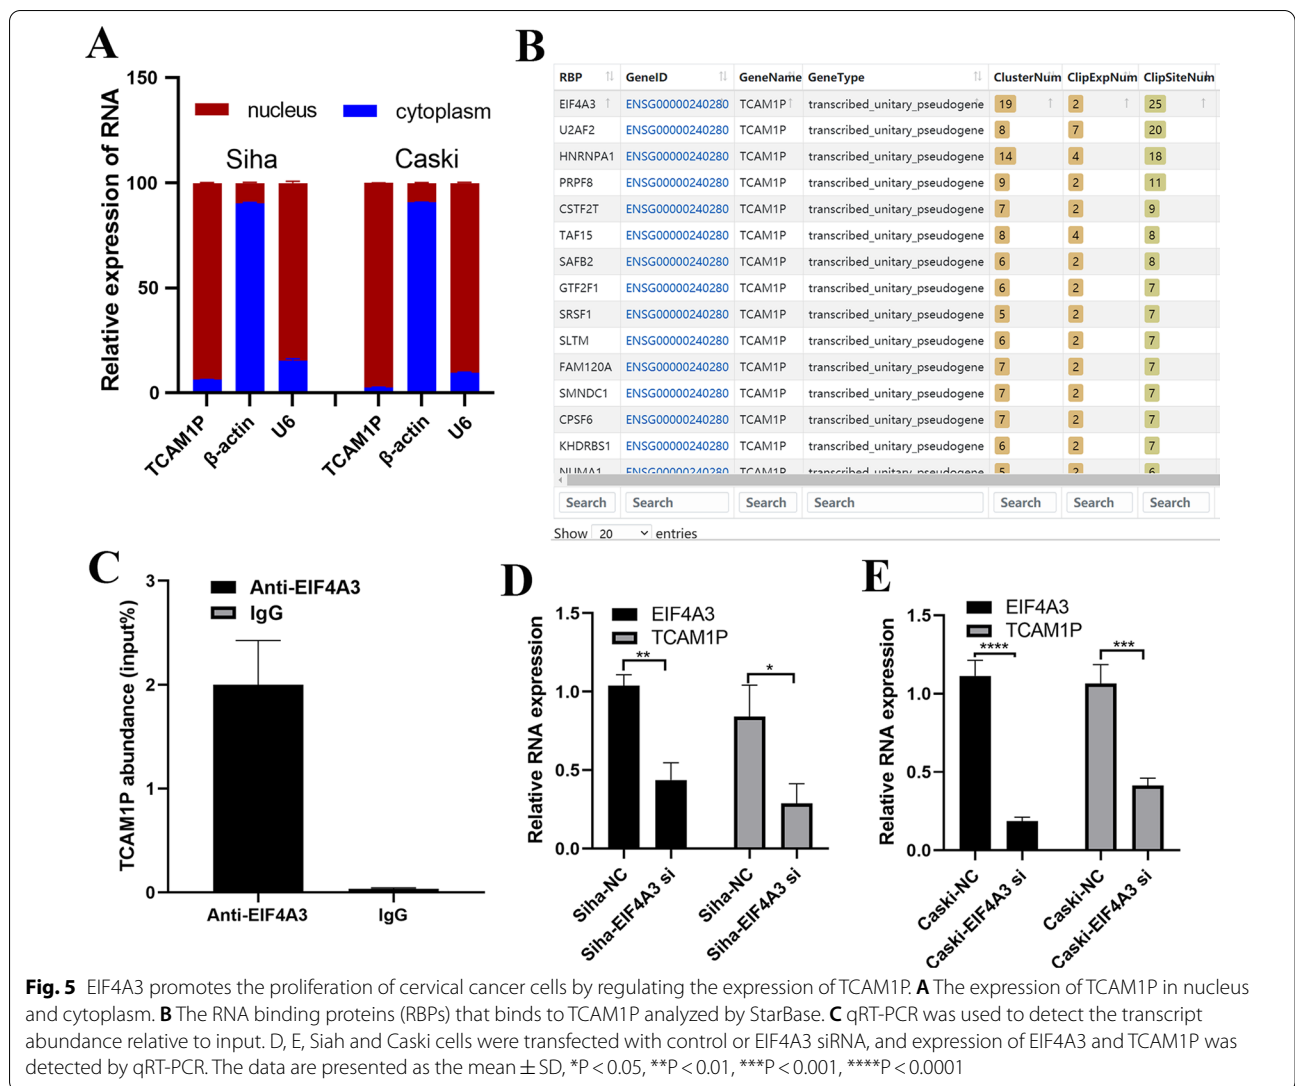 A
Relative expression of RNA
150
100
50
0
nucleus cytoplasm
Siha Caski
TCAM1P β-actin U6 TCAM1P β-actin U6
B
RBP GeneID GeneName GeneType ClusterNum ClipExpNum ClipSiteNum
EIF4A3 ENSG00000240280 TCAM1P transcribed_unitary_pseudogene 19 2 25
U2AF2 ENSG00000240280 TCAM1P transcribed_unitary_pseudogene 8 7 20
HNRNPA1 ENSG00000240280 TCAM1P transcribed_unitary_pseudogene 14 4 18
PRPF8 ENSG00000240280 TCAM1P transcribed_unitary_pseudogene 9 2 11
CSTF2T ENSG00000240280 TCAM1P transcribed_unitary_pseudogene 7 2 9
TAF15 ENSG00000240280 TCAM1P transcribed_unitary_pseudogene 8 4 8
SAFB2 ENSG00000240280 TCAM1P transcribed_unitary_pseudogene 6 2 8
GTF2F1 ENSG00000240280 TCAM1P transcribed_unitary_pseudogene 6 2 7
SRSF1 ENSG00000240280 TCAM1P transcribed_unitary_pseudogene 5 2 7
SLTM ENSG00000240280 TCAM1P transcribed_unitary_pseudogene 6 2 7
FAM120A ENSG00000240280 TCAM1P transcribed_unitary_pseudogene 7 2 7
SMNDC1 ENSG00000240280 TCAM1P transcribed_unitary_pseudogene 7 2 7
CPSF6 ENSG00000240280 TCAM1P transcribed_unitary_pseudogene 7 2 7
KHDRBS1 ENSG00000240280 TCAM1P transcribed_unitary_pseudogene 6 2 7
NUMA1 ENSG00000240280 TCAM1P transcribed_unitary_pseudogene 5 2 6
Search Search Search Search Search Search Search
Show 20 entries
C
TCAM1P abundance (input%)
3
2
1
0
Anti-EIF4A3
IgG
Anti-EIF4A3 IgG
D
Relative RNA expression
1.5
1.0
0.5
0.0
EIF4A3
TCAM1P
** *
Siha-NC Siha-EIF4A3 si Siha-NC Siha-EIF4A3 si
E
Relative RNA expression
1.5
1.0
0.5
0.0
EIF4A3
TCAM1P
**** ***
Caski-NC Caski-EIF4A3 si Caski-NC Caski-EIF4A3 si
Fig. 5 EIF4A3 promotes the proliferation of cervical cancer cells by regulating the expression of TCAM1P. A The expression of TCAM1P in nucleus
and cytoplasm. B The RNA binding proteins (RBPs) that binds to TCAM1P analyzed by StarBase. C qRT-PCR was used to detect the transcript
abundance relative to input. D, E, Siah and Caski cells were transfected with control or EIF4A3 siRNA, and expression of EIF4A3 and TCAM1P was
detected by qRT-PCR. The data are presented as the mean ± SD, *P < 0.05, **P < 0.01, ***P < 0.001, ****P < 0.0001